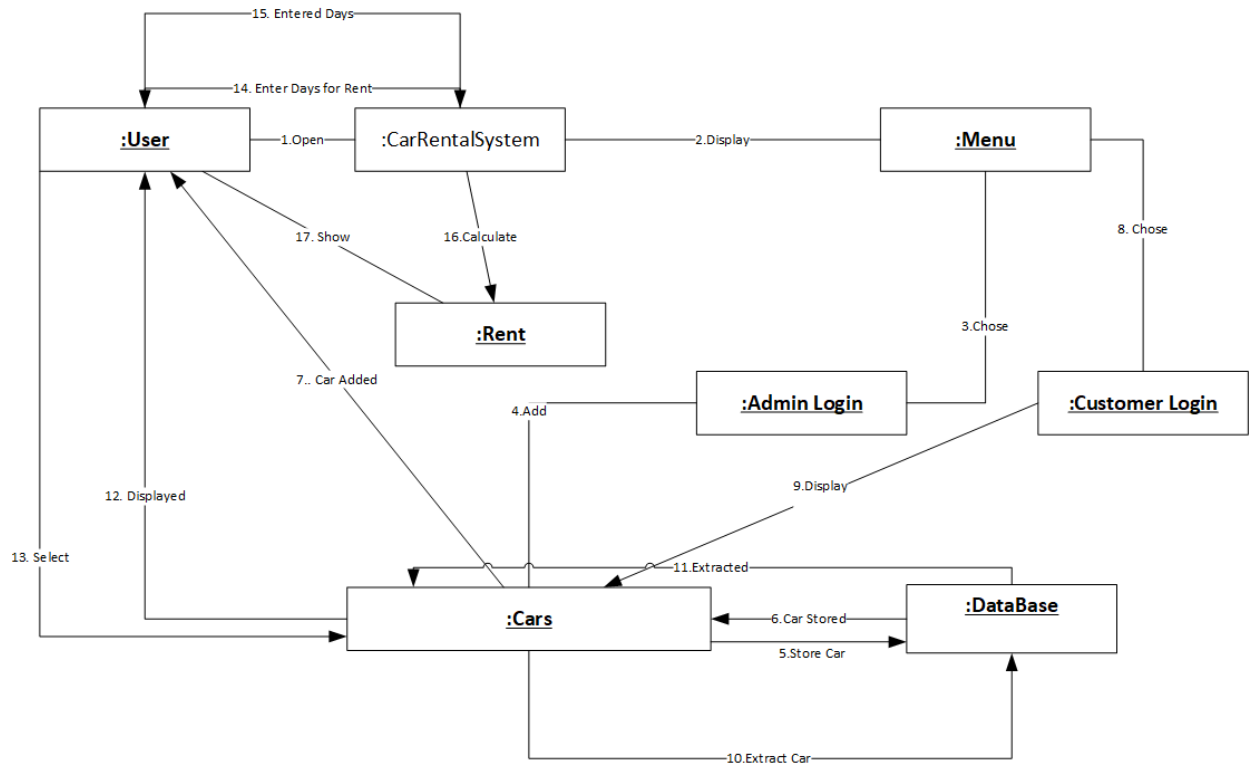 15. Entered Days
14. Enter Days for Rent
:User
1.Open
:CarRentalSystem
2.Display
:Menu
17. Show
16.Calculate
8. Chose
:Rent
3.Chose
7.. Car Added
4.Add
:Admin Login
:Customer Login
12. Displayed
9.Display
13. Select
11.Extracted
:Cars
6.Car Stored
:DataBase
5.Store Car
10.Extract Car